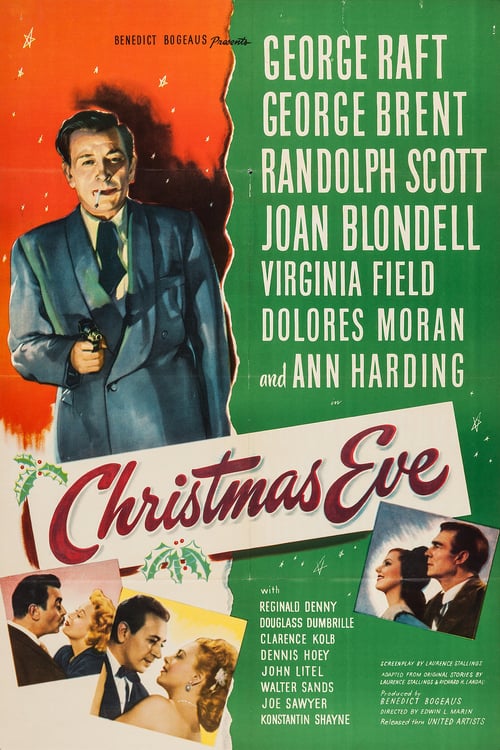 BENEDICT BOGEAUS Presents
GEORGE RAFT
GEORGE BRENT
RANDOLPH SCOTT
JOAN BLONDELL
VIRGINIA FIELD
DOLORES MORAN
and ANN HARDING
in
Christmas Eve
with
REGINALD DENNY
DOUGLASS DUMBRILLE
CLARENCE KOLB
DENNIS HOEY
JOHN LITEL
WALTER SANDS
JOE SAWYER
KONSTANTIN SHAYNE
SCREENPLAY BY LAURENCE STALLINGS
ADAPTED FROM ORIGINAL STORIES BY
LAURENCE STALLINGS & RICHARD H. LANDAU
Produced by
BENEDICT BOGEAUS
DIRECTED BY EDWIN L. MARIN
Released thru UNITED ARTISTS